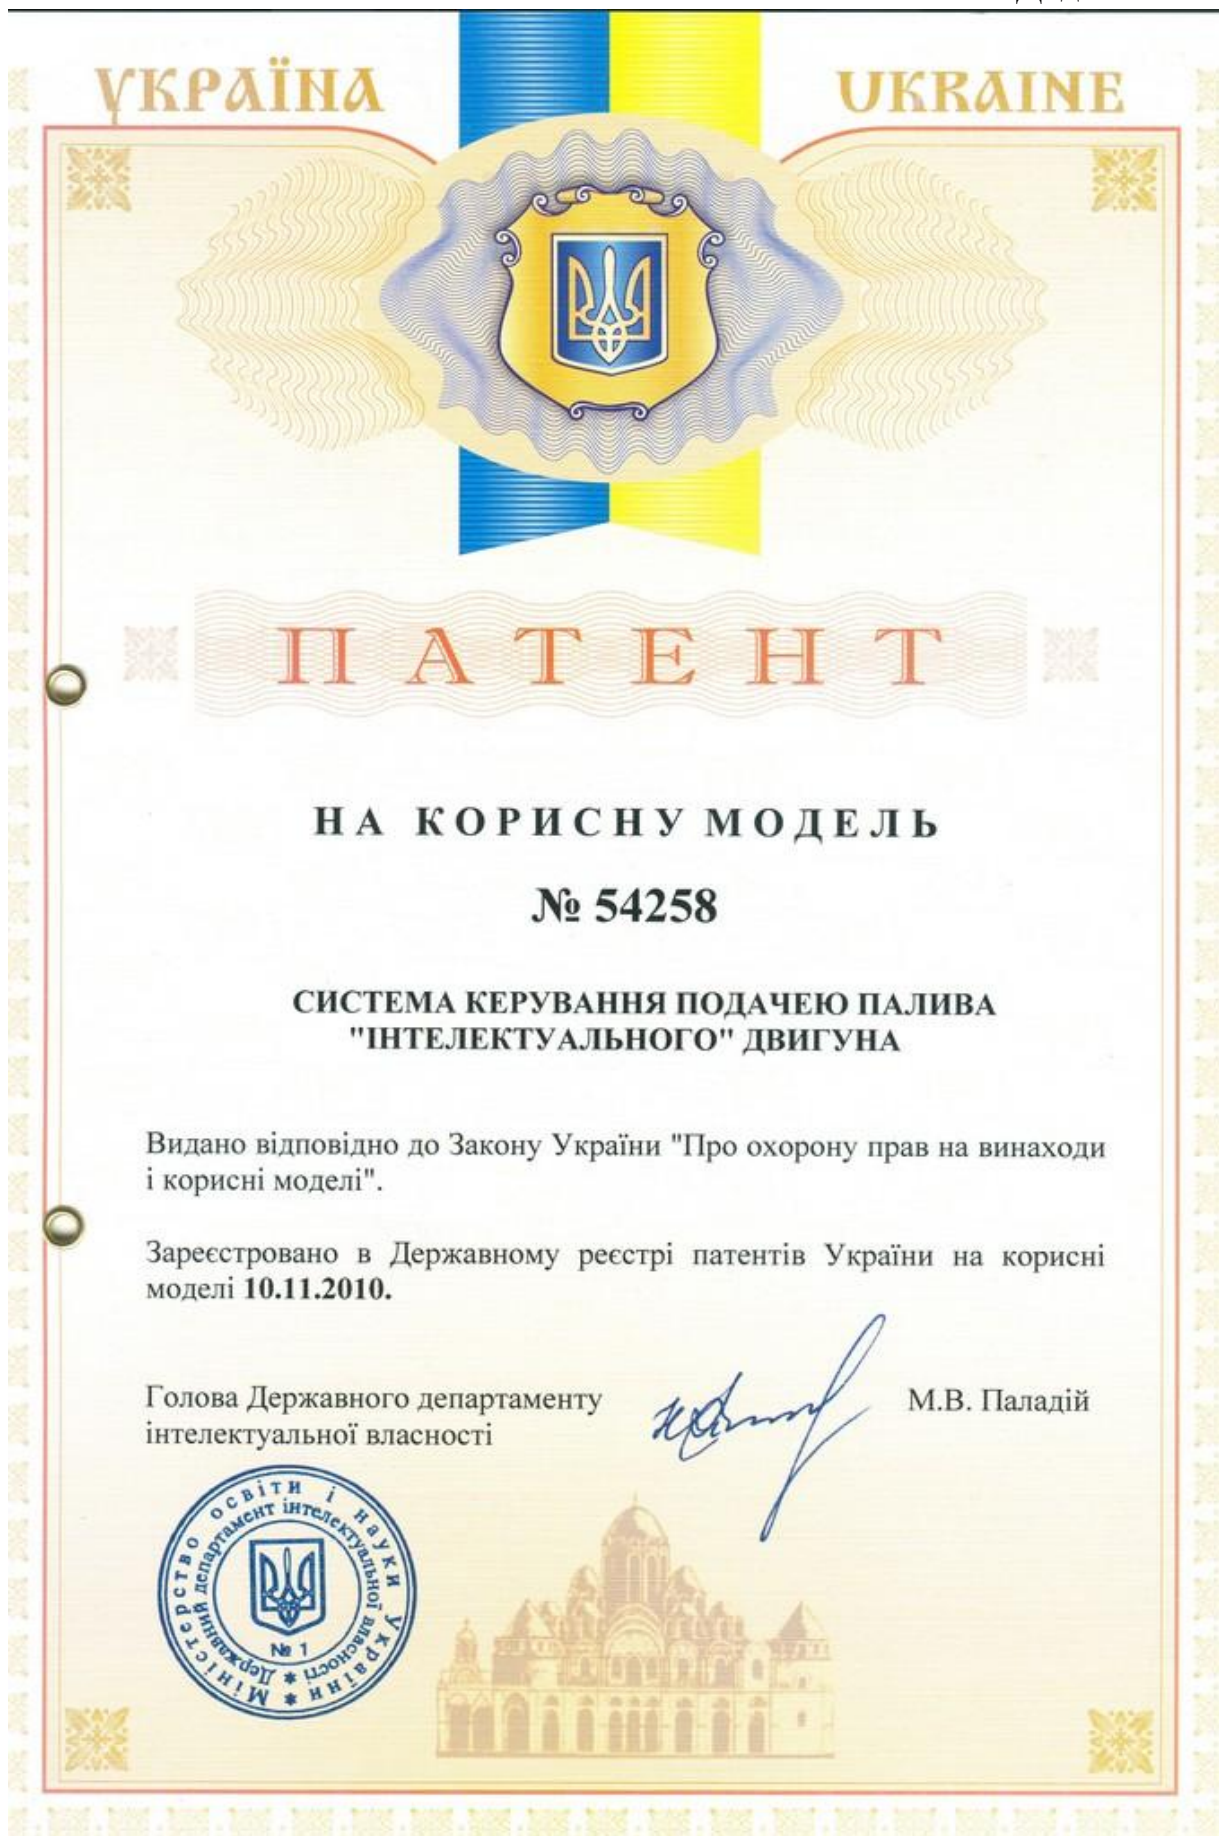 УКРАЇНА
UKRAINE
ПАТЕНТ
НА КОРИСНУ МОДЕЛЬ
№ 54258
СИСТЕМА КЕРУВАННЯ ПОДАЧЕЮ ПАЛИВА
"ІНТЕЛЕКТУАЛЬНОГО" ДВИГУНА
Видано відповідно до Закону України "Про охорону прав на винаходи
і корисні моделі".
Зареєстровано в Державному реєстрі патентів України на корисні
моделі 10.11.2010.
Голова Державного департаменту
інтелектуальної власності
М.В. Паладій
Міністерство освіти і науки України
Державний департамент інтелектуальної власності
№ 1